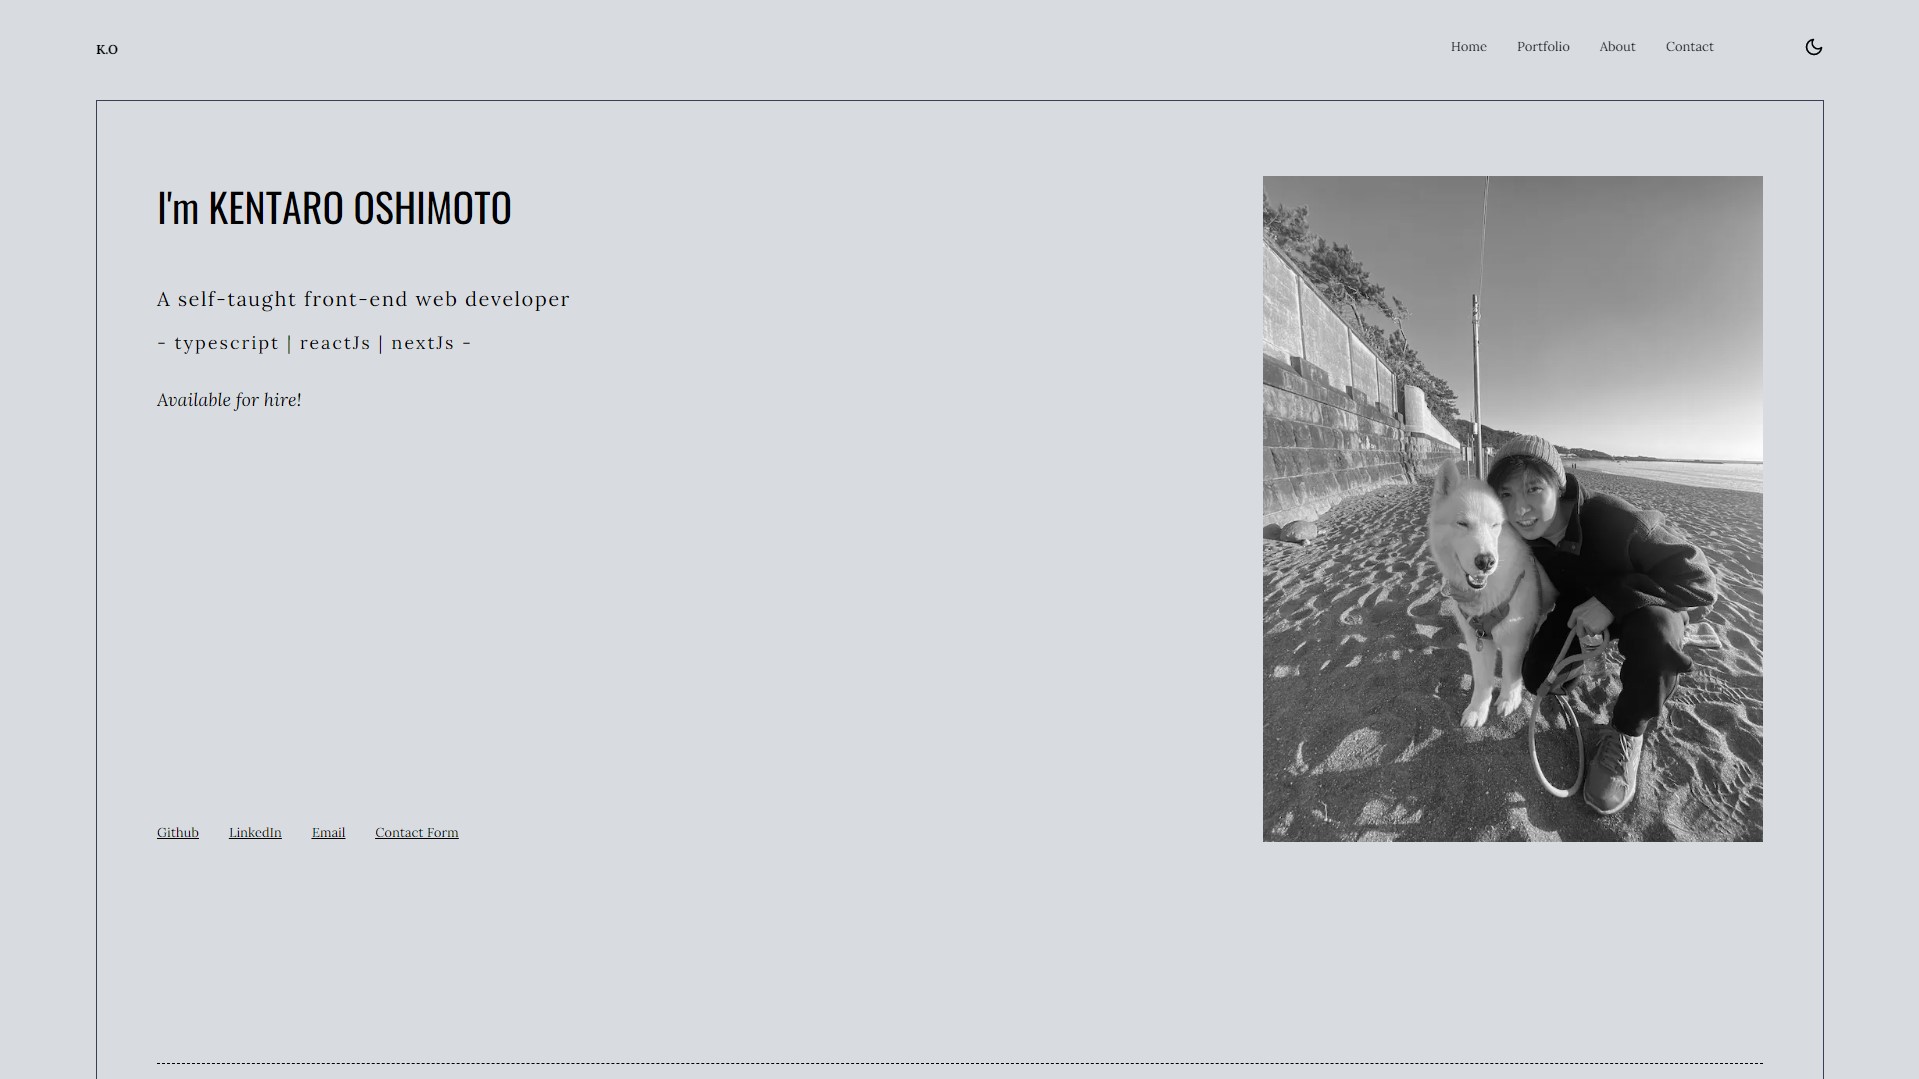 K.O
Home Portfolio About Contact
I'm KENTARO OSHIMOTO
A self-taught front-end web developer
- typescript | reactJs | nextJs -
Available for hire!
Github LinkedIn Email Contact Form